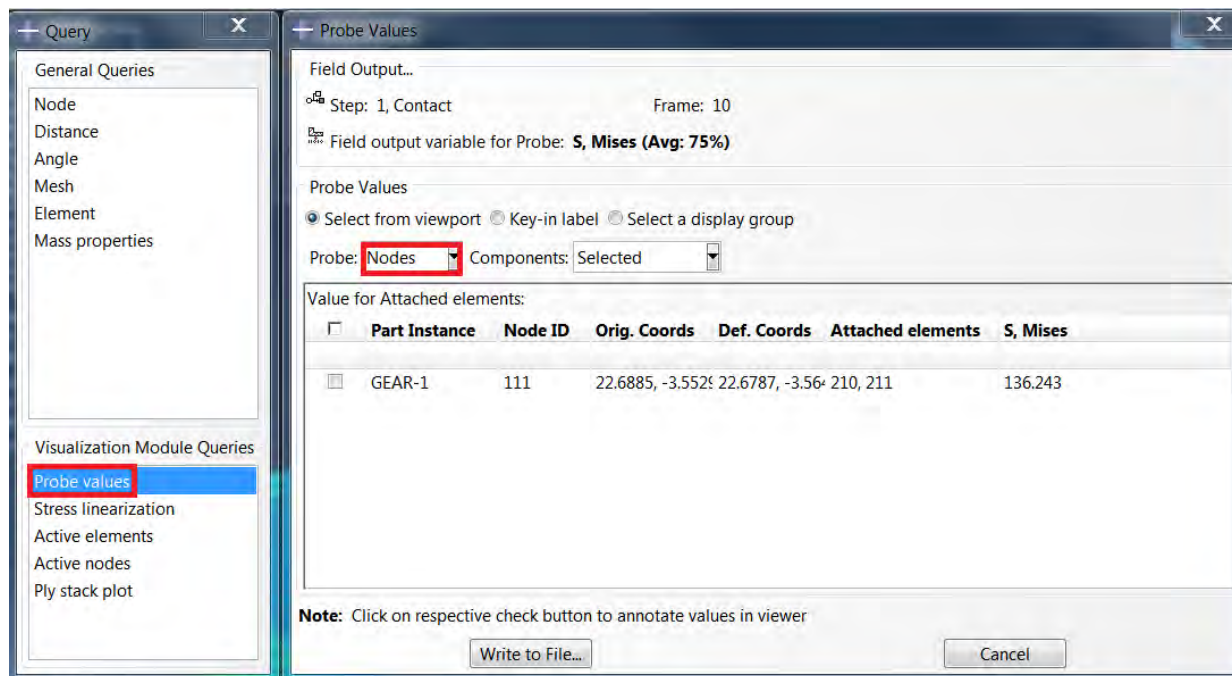 Query
X
General Queries
Node
Distance
Angle
Mesh
Element
Mass properties
Visualization Module Queries
Probe values
Stress linearization
Active elements
Active nodes
Ply stack plot
Probe Values
X
Field Output...
Step: 1, Contact Frame: 10
Field output variable for Probe: S, Mises (Avg: 75%)
Probe Values
Select from viewport Key-in label Select a display group
Probe: Nodes Components: Selected
Value for Attached elements:
Part Instance Node ID Orig. Coords Def. Coords Attached elements S, Mises
GEAR-1 111 22.6885, -3.552 22.6787, -3.56 210, 211 136.243
Note: Click on respective check button to annotate values in viewer
Write to File... Cancel